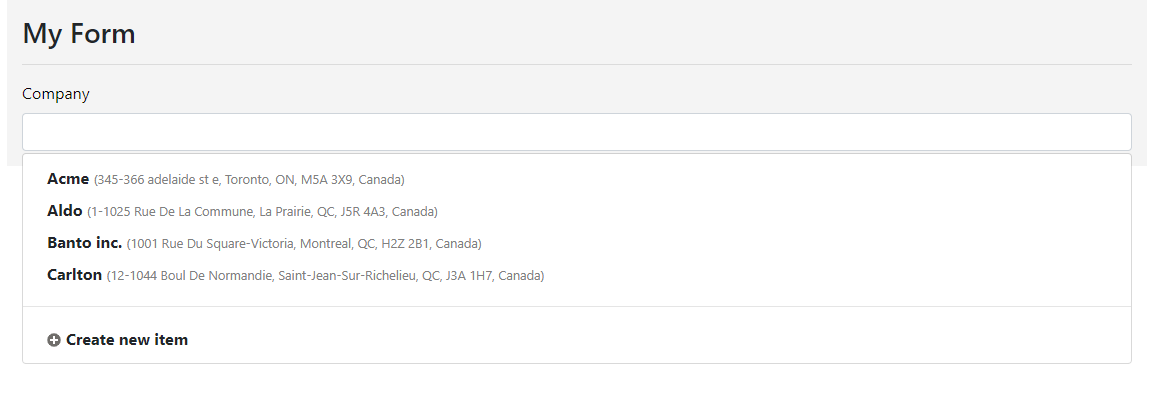 My Form
Company
Acme (345-366 adelaide st e, Toronto, ON, M5A 3X9, Canada)
Aldo (1-1025 Rue De La Commune, La Prairie, QC, J5R 4A3, Canada)
Banto inc. (1001 Rue Du Square-Victoria, Montreal, QC, H2Z 2B1, Canada)
Carlton (12-1044 Boul De Normandie, Saint-Jean-Sur-Richelieu, QC, J3A 1H7, Canada)
Create new item